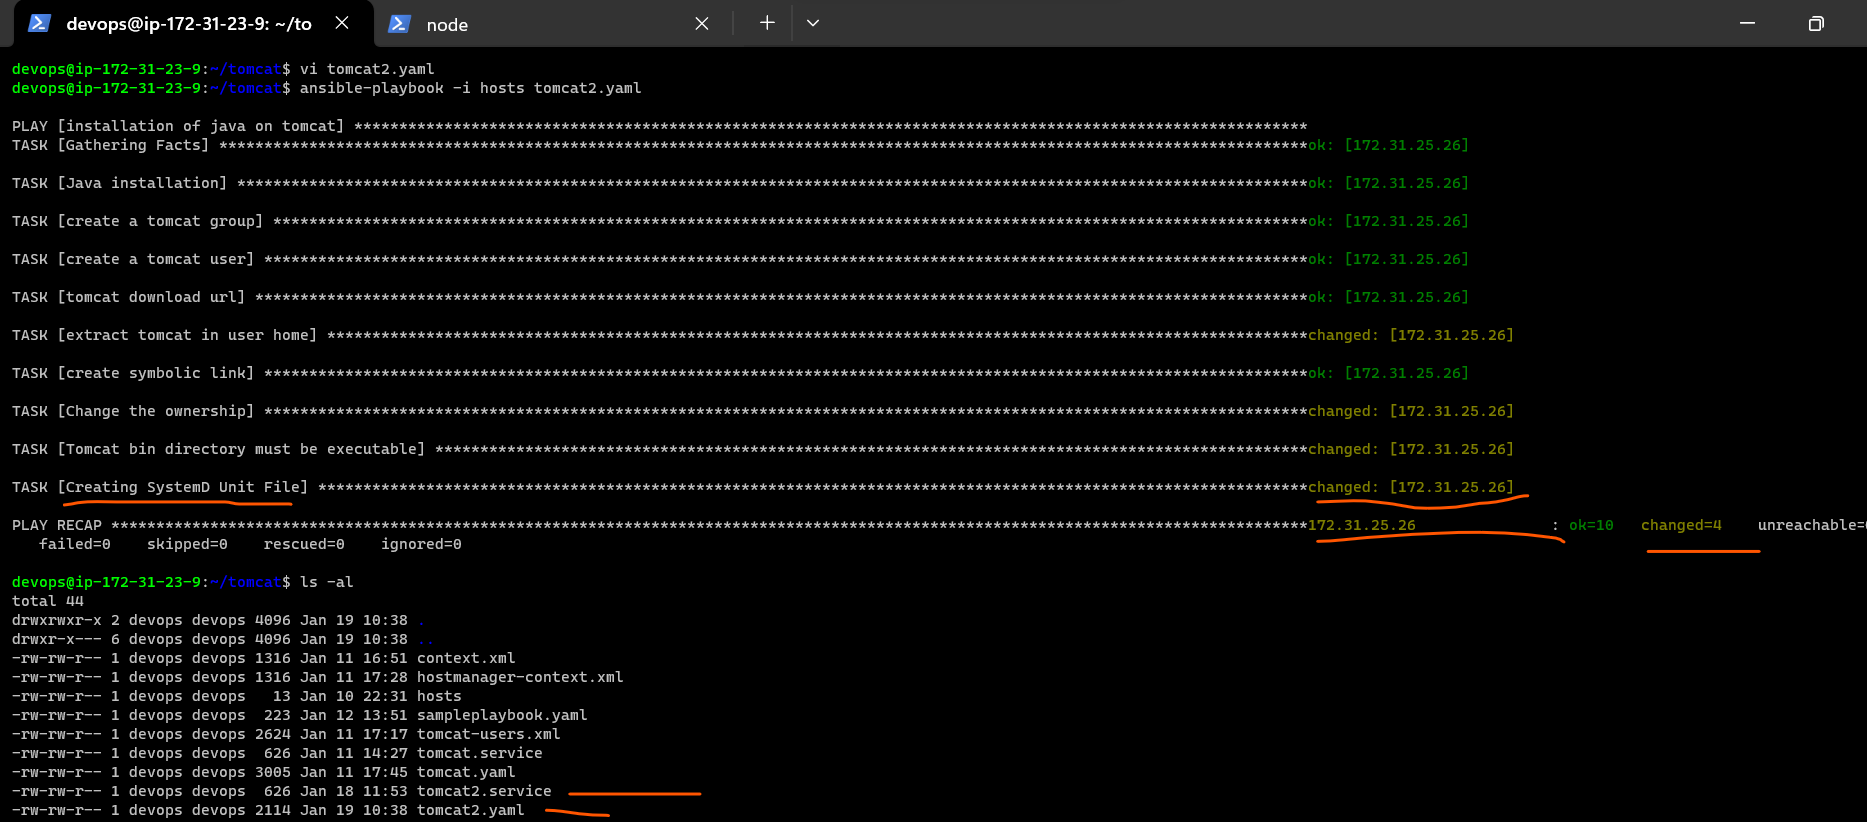 devops@ip-172-31-23-9: ~/to
node
devops@ip-172-31-23-9:~/tomcat$ vi tomcat2.yaml
devops@ip-172-31-23-9:~/tomcat$ ansible-playbook -i hosts tomcat2.yaml
PLAY [installation of java on tomcat] **********************************************************************************************************
TASK [Gathering Facts] *************************************************************************************************************************ok: [172.31.25.26]
TASK [Java installation] ***********************************************************************************************************************ok: [172.31.25.26]
TASK [create a tomcat group] *******************************************************************************************************************ok: [172.31.25.26]
TASK [create a tomcat user] ********************************************************************************************************************ok: [172.31.25.26]
TASK [tomcat download url] *********************************************************************************************************************ok: [172.31.25.26]
TASK [extract tomcat in user home] *************************************************************************************************************changed: [172.31.25.26]
TASK [create symbolic link] ********************************************************************************************************************ok: [172.31.25.26]
TASK [Change the ownership] ********************************************************************************************************************changed: [172.31.25.26]
TASK [Tomcat bin directory must be executable] *************************************************************************************************changed: [172.31.25.26]
TASK [Creating SystemD Unit File] **************************************************************************************************************changed: [172.31.25.26]
PLAY RECAP *************************************************************************************************************************************172.31.25.26               : ok=10   changed=4    unreachable=0
failed=0    skipped=0    rescued=0    ignored=0
devops@ip-172-31-23-9:~/tomcat$ ls -al
total 44
drwxrwxr-x 2 devops devops 4096 Jan 19 10:38 .
drwxr-x--- 6 devops devops 4096 Jan 19 10:38 ..
-rw-rw-r-- 1 devops devops 1316 Jan 11 16:51 context.xml
-rw-rw-r-- 1 devops devops 1316 Jan 11 17:28 hostmanager-context.xml
-rw-rw-r-- 1 devops devops   13 Jan 10 22:31 hosts
-rw-rw-r-- 1 devops devops  223 Jan 12 13:51 sampleplaybook.yaml
-rw-rw-r-- 1 devops devops 2624 Jan 11 17:17 tomcat-users.xml
-rw-rw-r-- 1 devops devops  626 Jan 11 14:27 tomcat.service
-rw-rw-r-- 1 devops devops 3005 Jan 11 17:45 tomcat.yaml
-rw-rw-r-- 1 devops devops  626 Jan 18 11:53 tomcat2.service
-rw-rw-r-- 1 devops devops 2114 Jan 19 10:38 tomcat2.yaml